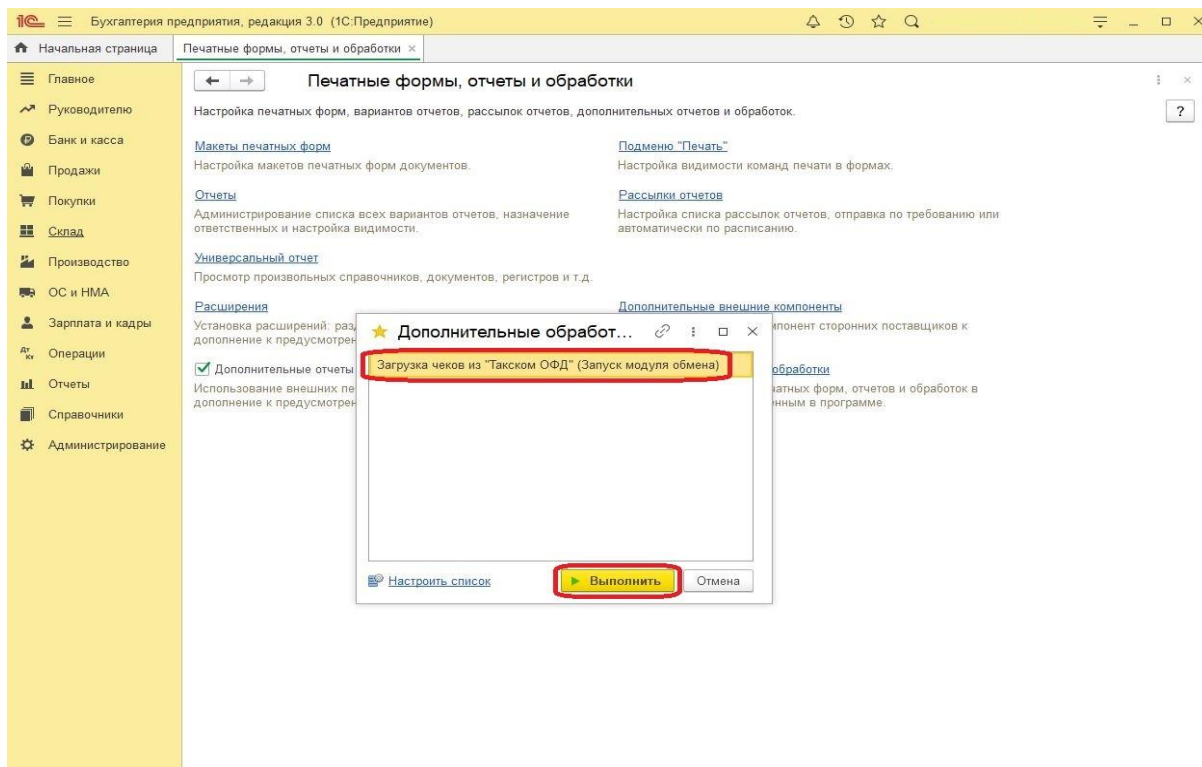 1С Бухгалтерия предприятия, редакция 3.0 (1С:Предприятие)
Начальная страница
Печатные формы, отчеты и обработки ×
Главное
Руководителю
Банк и касса
Продажи
Покупки
Склад
Производство
ОС и НМА
Зарплата и кадры
Дт Кт Операции
Отчеты
Справочники
Администрирование
Печатные формы, отчеты и обработки
Настройка печатных форм, вариантов отчетов, рассылок отчетов, дополнительных отчетов и обработок.
?
Макеты печатных форм
Настройка макетов печатных форм документов.
Подменю "Печать"
Настройка видимости команд печати в формах.
Отчеты
Администрирование списка всех вариантов отчетов, назначение
ответственных и настройка видимости.
Рассылки отчетов
Настройка списка рассылок отчетов, отправка по требованию или
автоматически по расписанию.
Универсальный отчет
Просмотр произвольных справочников, документов, регистров и т.д.
Расширения
Установка расширений: раз
дополнение к предусмотрен
Дополнительные внешние компоненты
понент сторонних поставщиков к
Дополнительные отчеты
Использование внешних пе
дополнение к предусмотрен
обработки
чатных форм, отчетов и обработок в
енным в программе.
Дополнительные обработ...
Загрузка чеков из "Такском ОФД" (Запуск модуля обмена)
Настроить список
Выполнить
Отмена